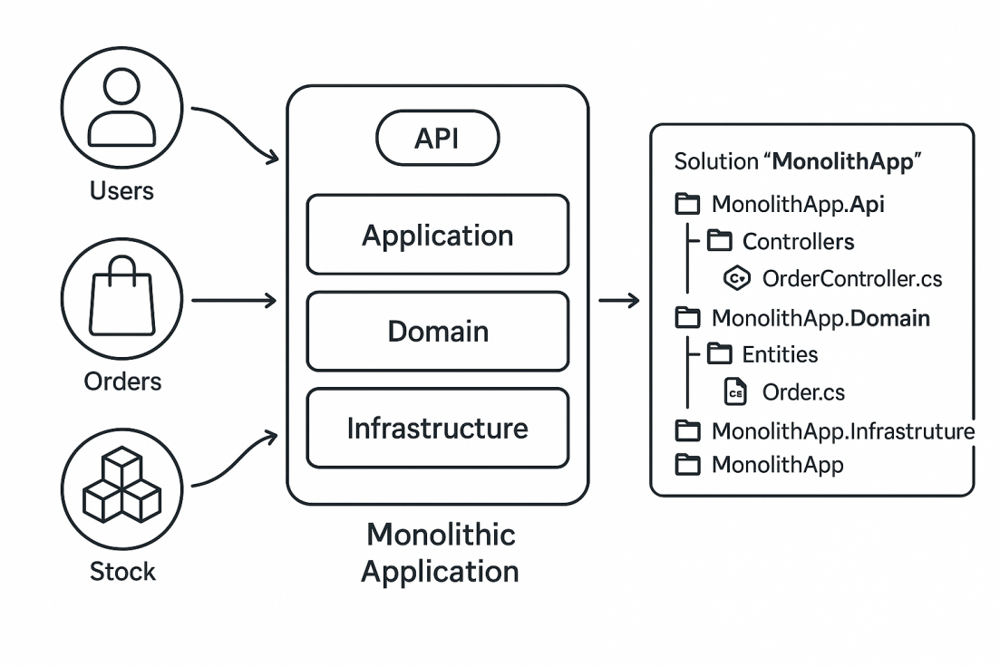 Users
Orders
Stock
API
Application
Domain
Infrastructure
Monolithic
Application
Solution “MonolithApp”
MonolithApp.Api
Controllers
OrderController.cs
MonolithApp.Domain
Entities
Order.cs
MonolithApp.Infrastruture
MonolithApp